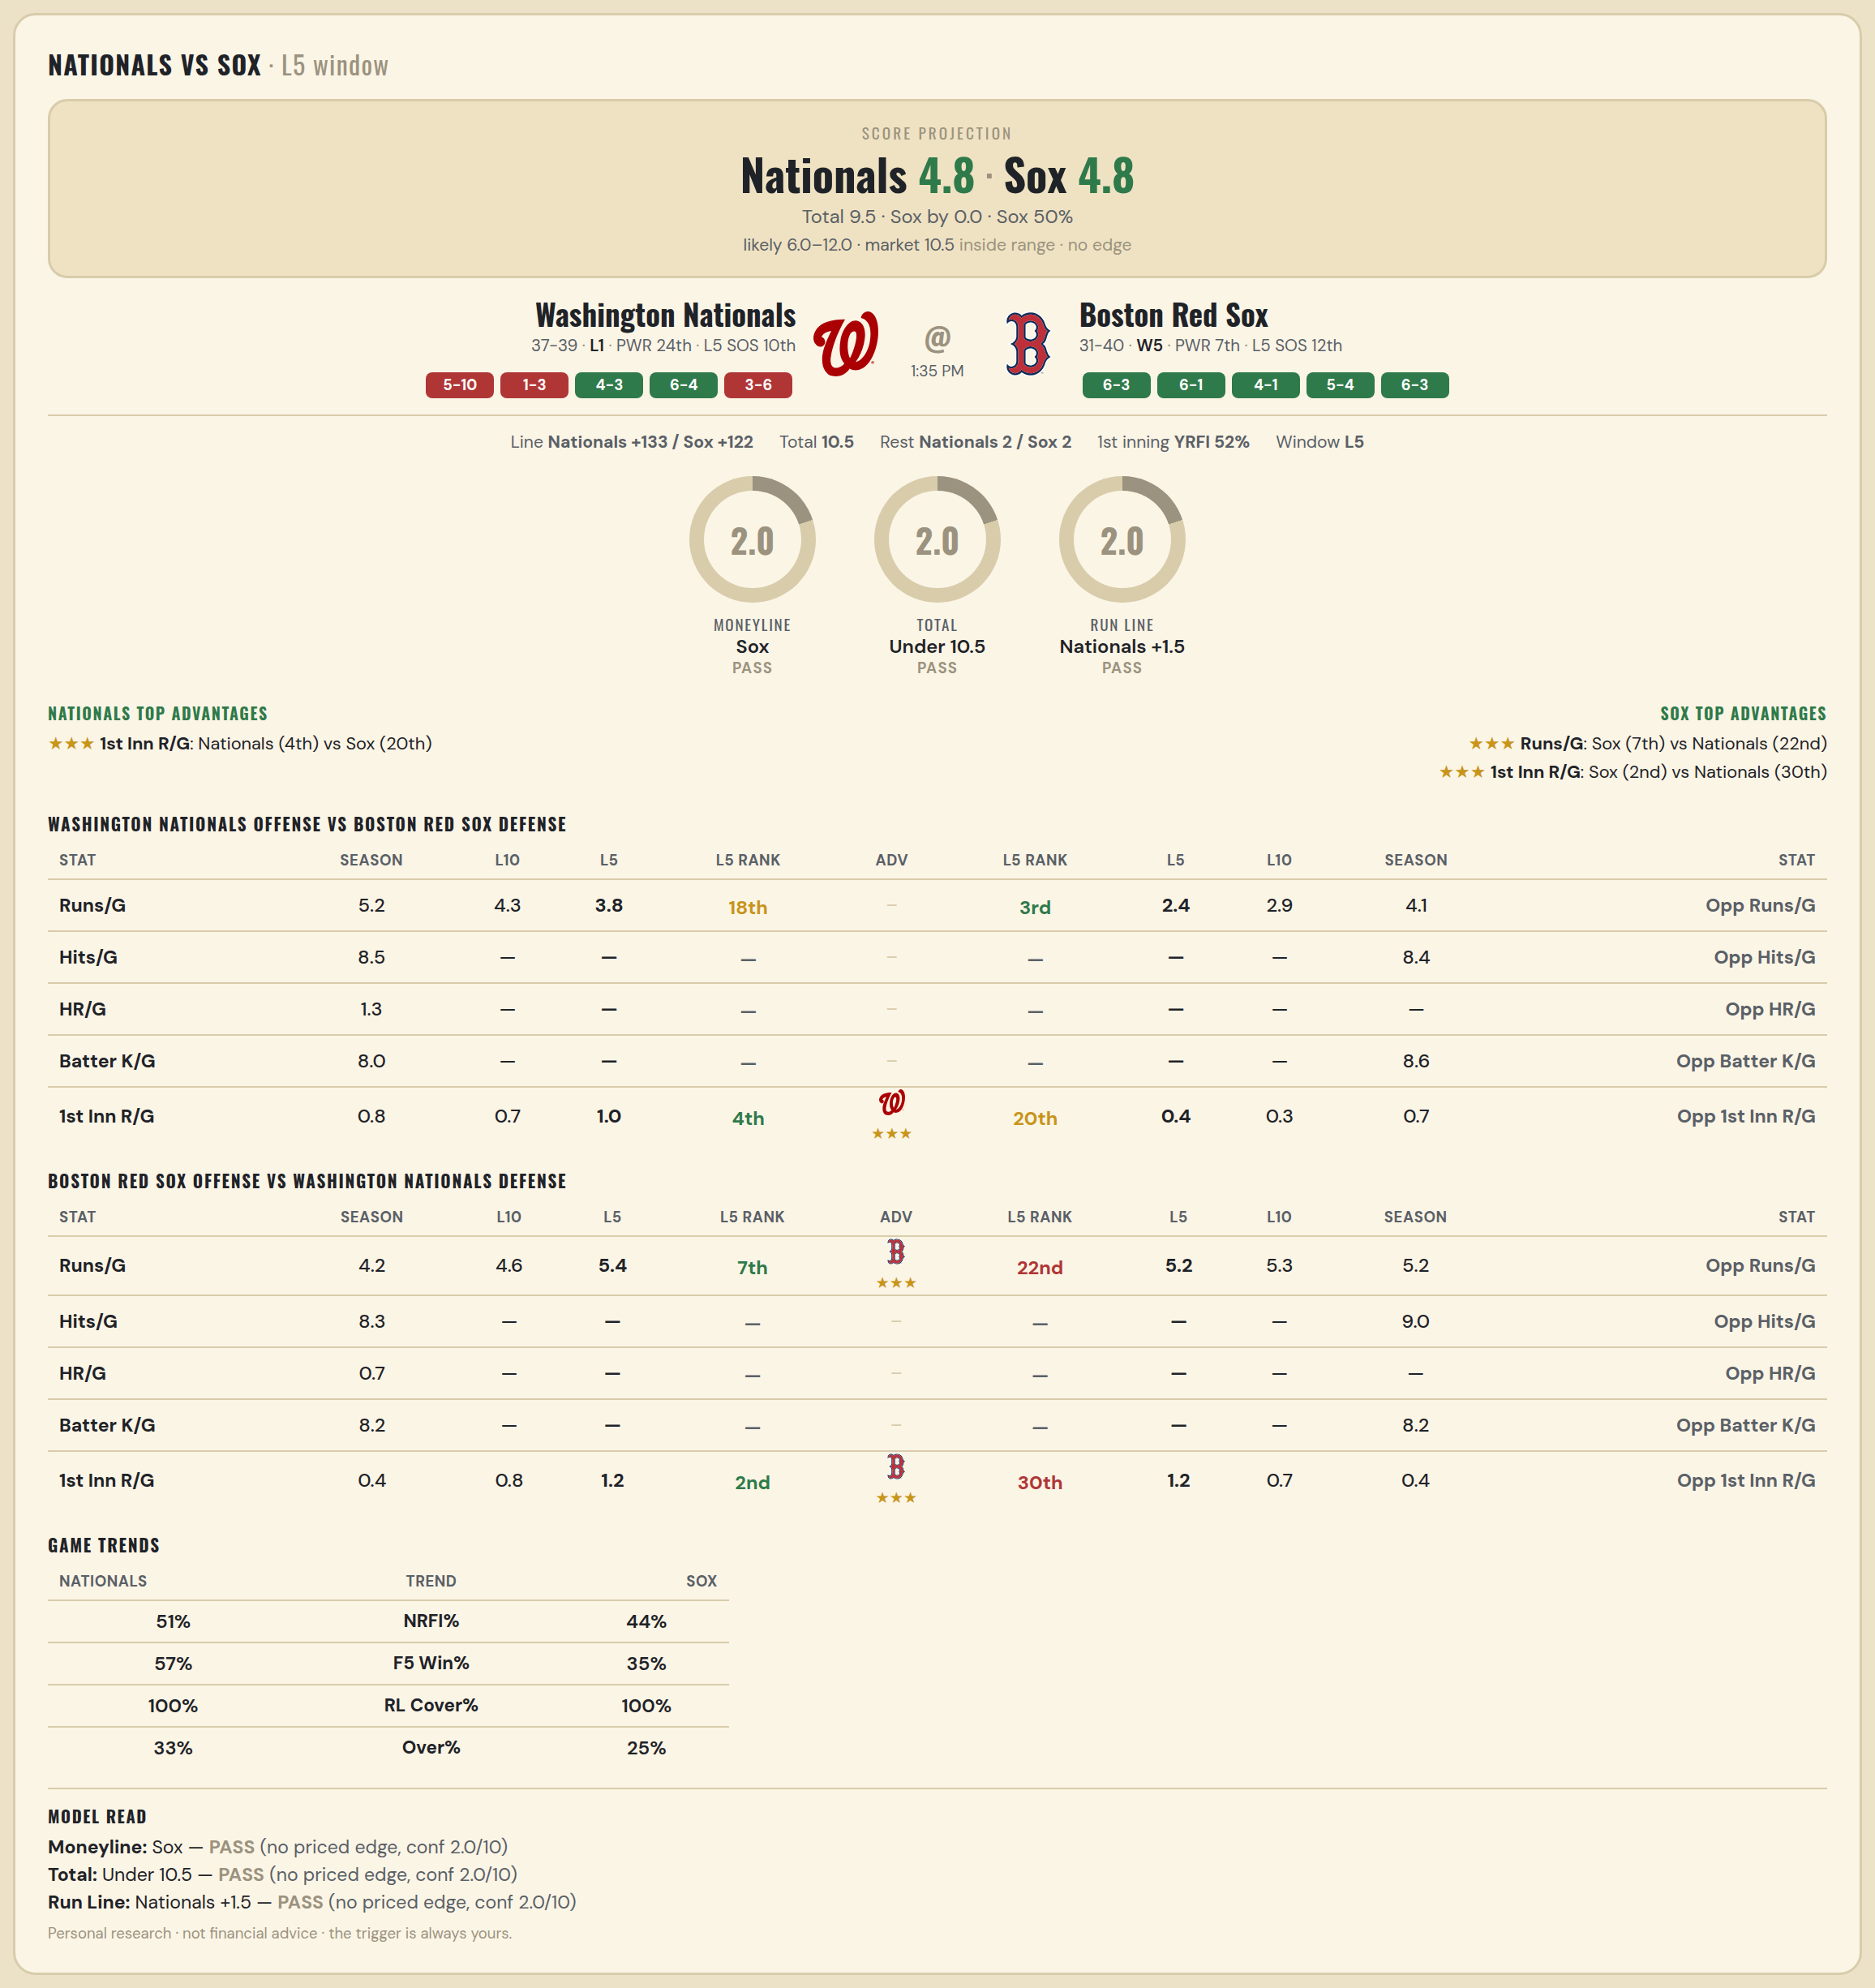 NATIONALS VS SOX · L5 window
SCORE PROJECTION
Nationals 4.8 · Sox 4.8
Total 9.5 · Sox by 0.0 · Sox 50%
likely 6.0–12.0 · market 10.5 inside range · no edge
Washington Nationals
37-39 · L1 · PWR 24th · L5 SOS 10th
5-10 1-3 4-3 6-4 3-6
W
@
1:35 PM
B
Boston Red Sox
31-40 · W5 · PWR 7th · L5 SOS 12th
6-3 6-1 4-1 5-4 6-3
Line Nationals +133 / Sox +122 Total 10.5 Rest Nationals 2 / Sox 2 1st inning YRFI 52% Window L5
2.0 2.0 2.0
MONEYLINE TOTAL RUN LINE
Sox Under 10.5 Nationals +1.5
PASS PASS PASS
NATIONALS TOP ADVANTAGES
★★★ 1st Inn R/G: Nationals (4th) vs Sox (20th)
SOX TOP ADVANTAGES
★★★ Runs/G: Sox (7th) vs Nationals (22nd)
★★★ 1st Inn R/G: Sox (2nd) vs Nationals (30th)
WASHINGTON NATIONALS OFFENSE VS BOSTON RED SOX DEFENSE
STAT SEASON L10 L5 L5 RANK ADV L5 RANK L5 L10 SEASON STAT
Runs/G 5.2 4.3 3.8 18th – 3rd 2.4 2.9 4.1 Opp Runs/G
Hits/G 8.5 — — — – — — — 8.4 Opp Hits/G
HR/G 1.3 — — — – — — — — Opp HR/G
Batter K/G 8.0 — — — – — — — 8.6 Opp Batter K/G
1st Inn R/G 0.8 0.7 1.0 4th W ★★★ 20th 0.4 0.3 0.7 Opp 1st Inn R/G
BOSTON RED SOX OFFENSE VS WASHINGTON NATIONALS DEFENSE
STAT SEASON L10 L5 L5 RANK ADV L5 RANK L5 L10 SEASON STAT
Runs/G 4.2 4.6 5.4 7th B ★★★ 22nd 5.2 5.3 5.2 Opp Runs/G
Hits/G 8.3 — — — – — — — 9.0 Opp Hits/G
HR/G 0.7 — — — – — — — — Opp HR/G
Batter K/G 8.2 — — — – — — — 8.2 Opp Batter K/G
1st Inn R/G 0.4 0.8 1.2 2nd B ★★★ 30th 1.2 0.7 0.4 Opp 1st Inn R/G
GAME TRENDS
NATIONALS TREND SOX
51% NRFI% 44%
57% F5 Win% 35%
100% RL Cover% 100%
33% Over% 25%
MODEL READ
Moneyline: Sox — PASS (no priced edge, conf 2.0/10)
Total: Under 10.5 — PASS (no priced edge, conf 2.0/10)
Run Line: Nationals +1.5 — PASS (no priced edge, conf 2.0/10)
Personal research · not financial advice · the trigger is always yours.